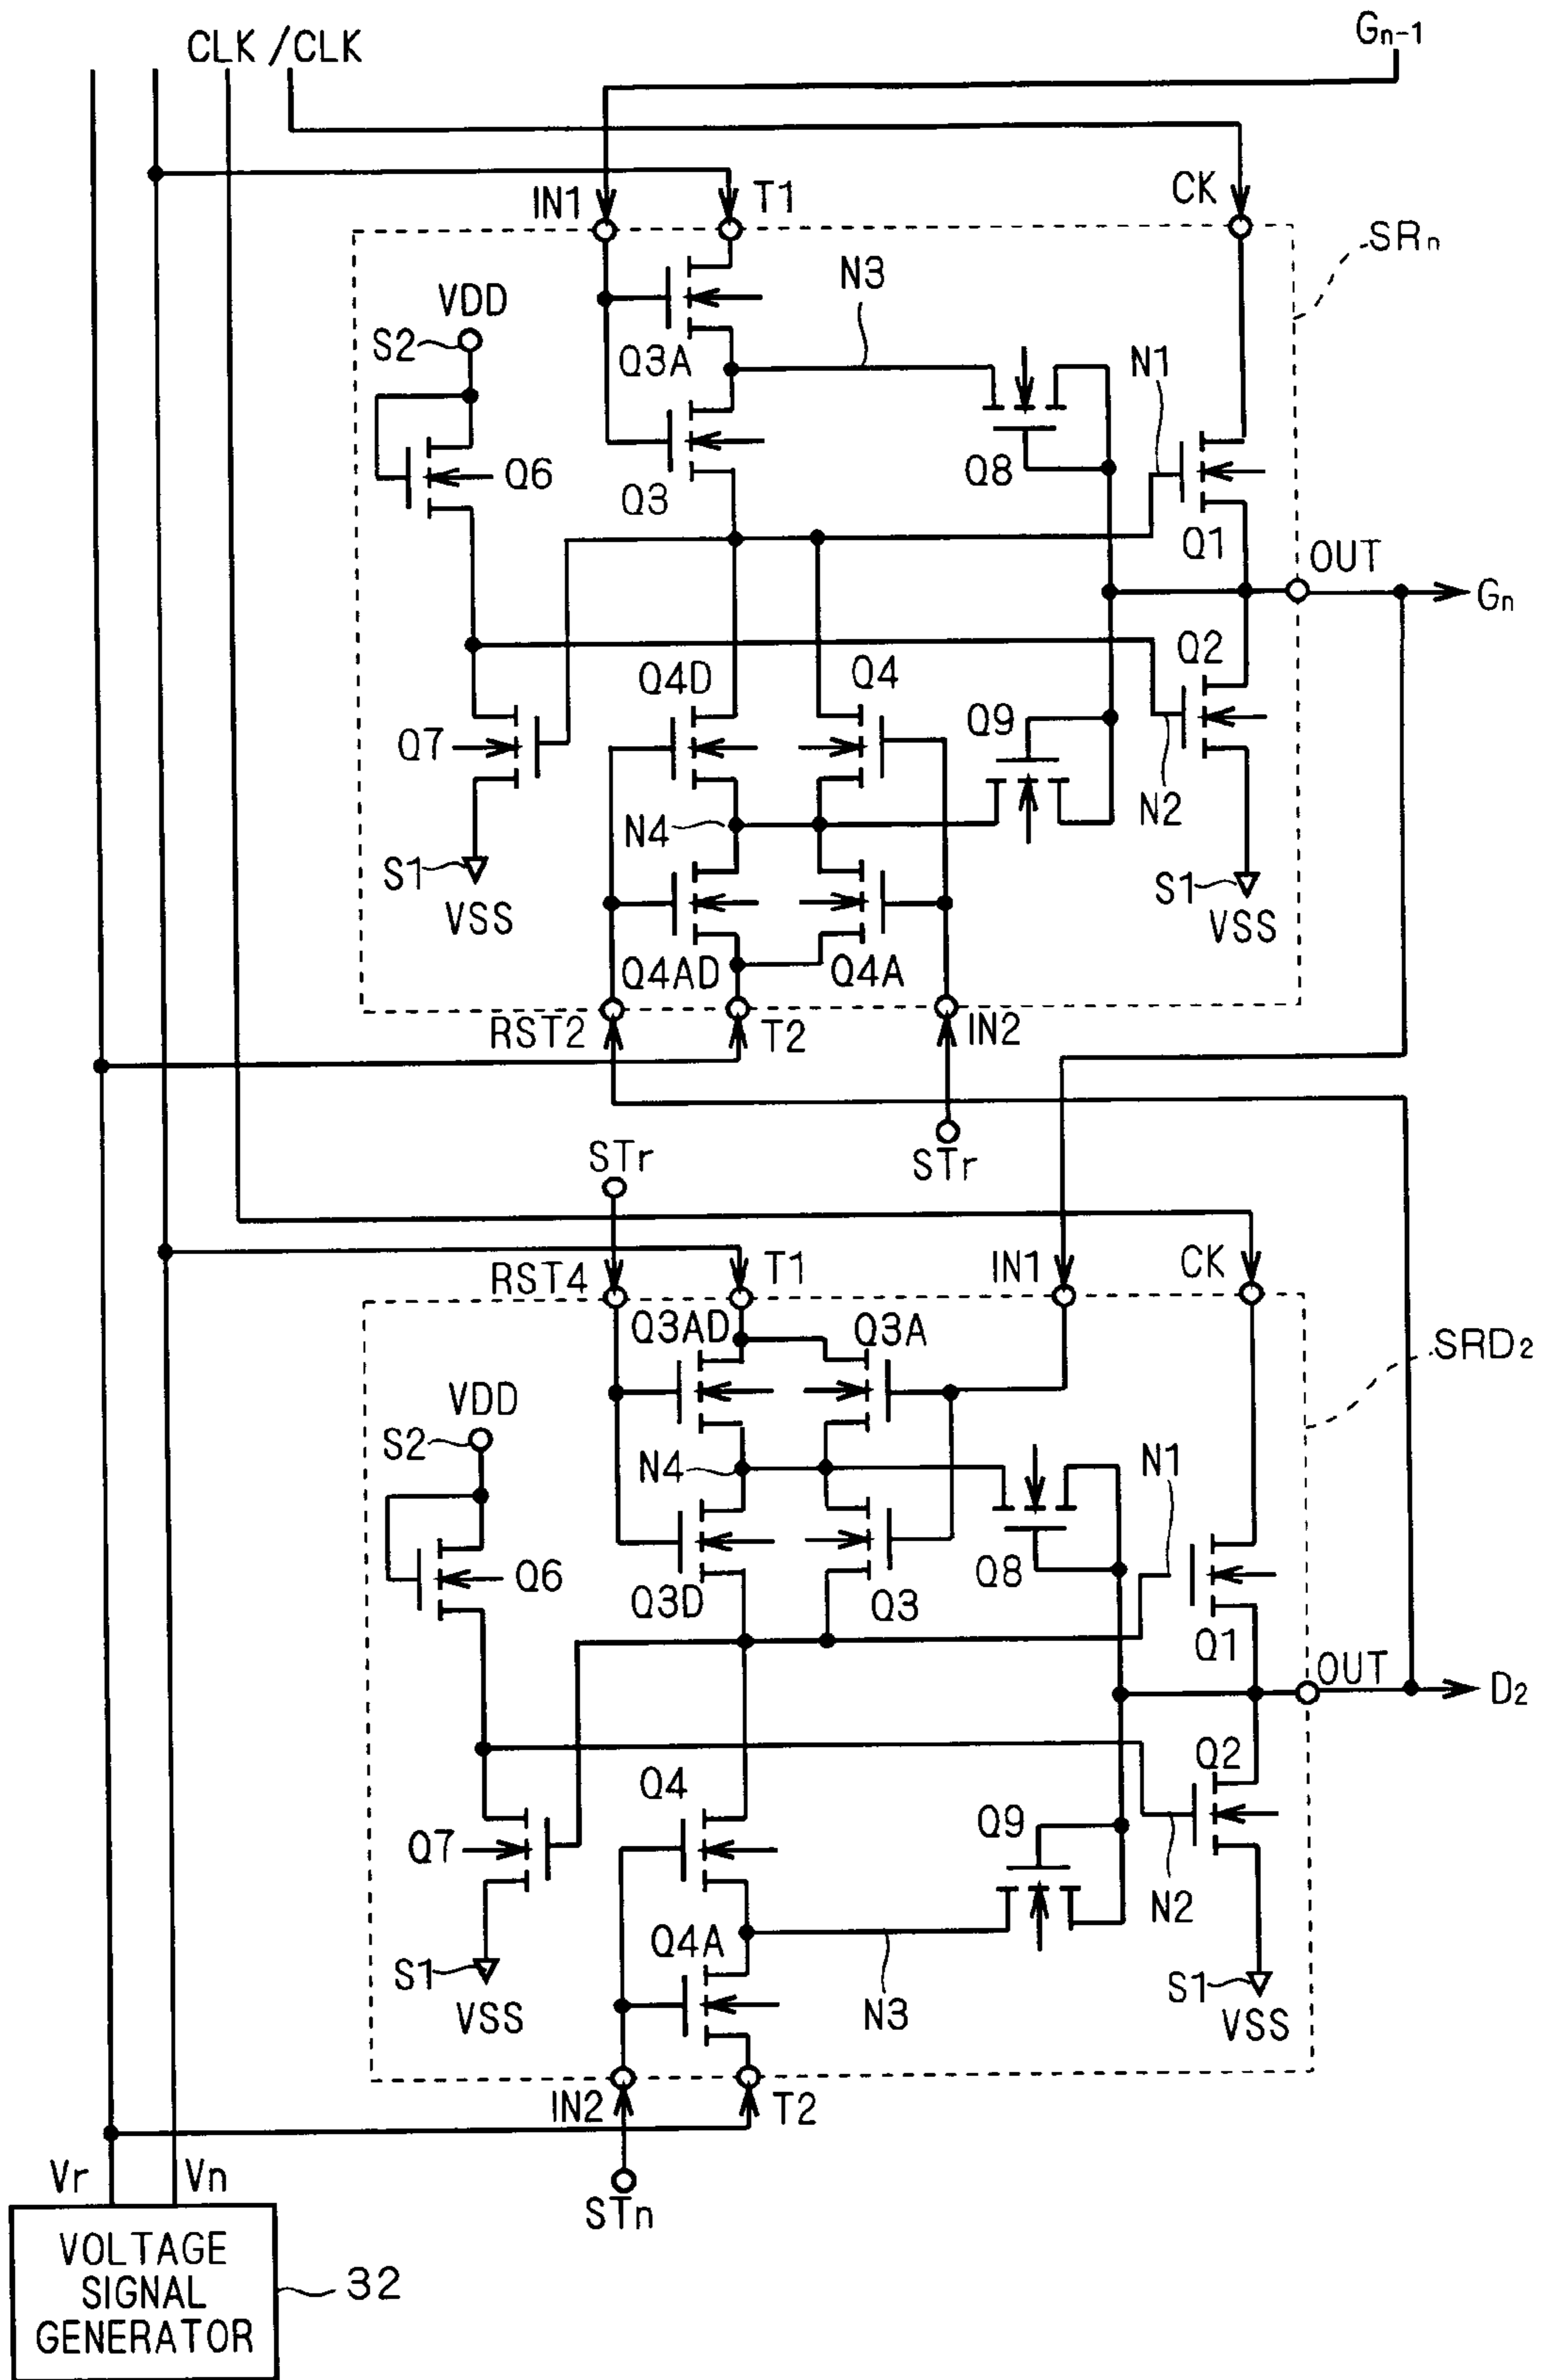 CLK /CLK
Gn-1
IN1
T1
CK
SRn
VDD
N3
S2
Q3A
N1
Q6
Q8
Q3
Q1
OUT
Gn
Q2
Q4D
Q4
Q9
Q7
N4
N2
S1
S1
VSS
VSS
Q4AD
Q4A
RST2
T2
IN2
STr
STr
RST4
T1
IN1
CK
Q3AD
Q3A
SRD2
VDD
S2
N4
N1
Q6
Q8
Q3D
Q3
Q1
OUT
D2
Q2
Q4
Q9
Q7
N2
Q4A
S1
S1
N3
VSS
VSS
IN2
T2
Vr
Vn
STn
VOLTAGE
SIGNAL
GENERATOR
32